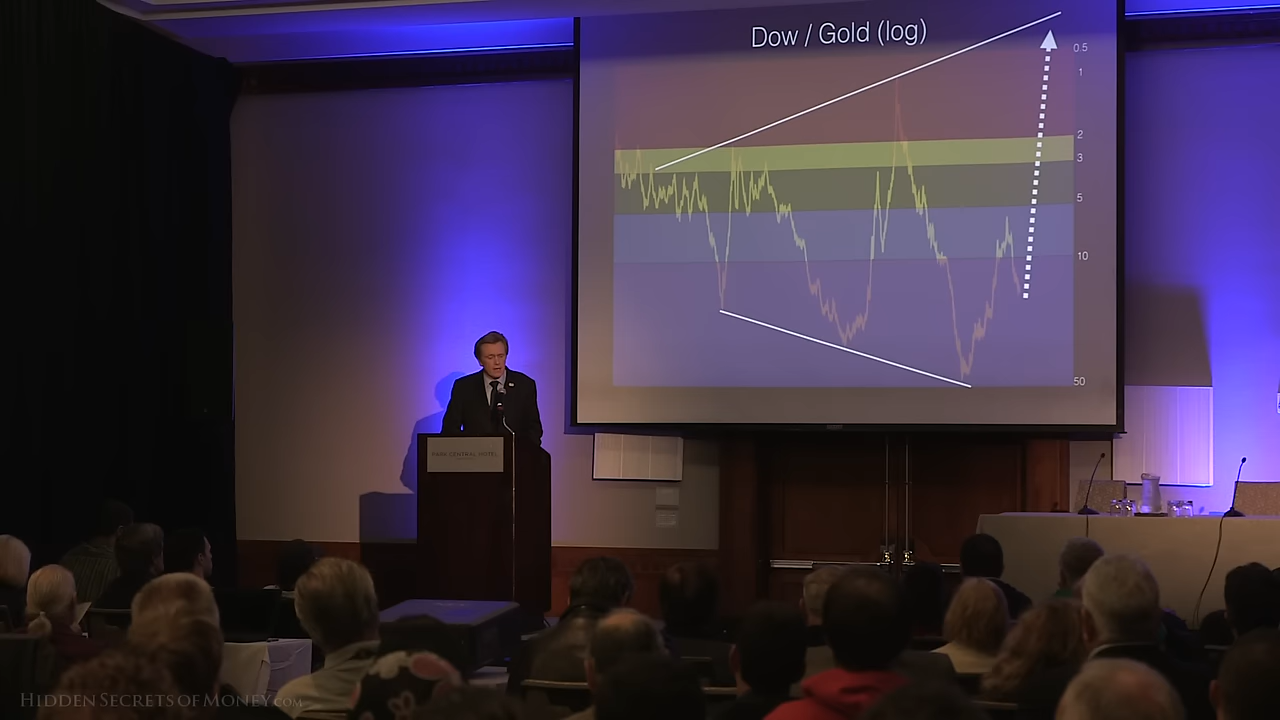 Dow / Gold (log)
0.5
1
2
3
5
10
50
PARK CENTRAL HOTEL
HIDDEN SECRETS OF MONEY.COM